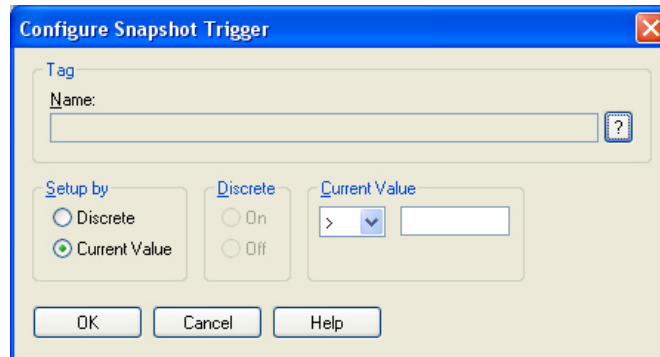 Configure Snapshot Trigger
Tag
Name:
?
Setup by
Discrete
Current Value
Discrete
On
Off
Current Value
>
OK
Cancel
Help